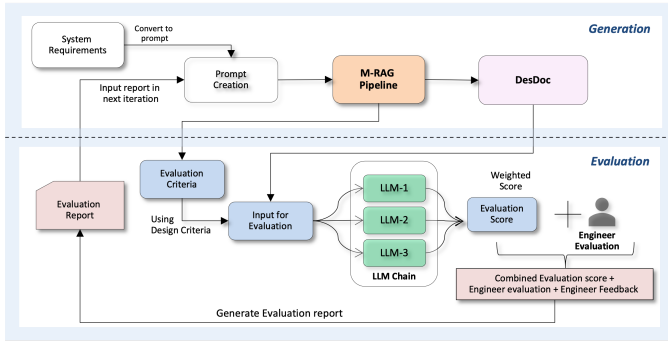 Generation
System
Requirements
Convert to
prompt
Prompt
Creation
M-RAG
Pipeline
DesDoc
Input report in
next iteration
Evaluation
Evaluation
Report
Evaluation
Criteria
Using
Design Criteria
Input for
Evaluation
LLM-1
LLM-2
LLM-3
LLM Chain
Weighted
Score
Evaluation
Score
Engineer
Evaluation
Combined Evaluation score +
Engineer evaluation + Engineer Feedback
Generate Evaluation report